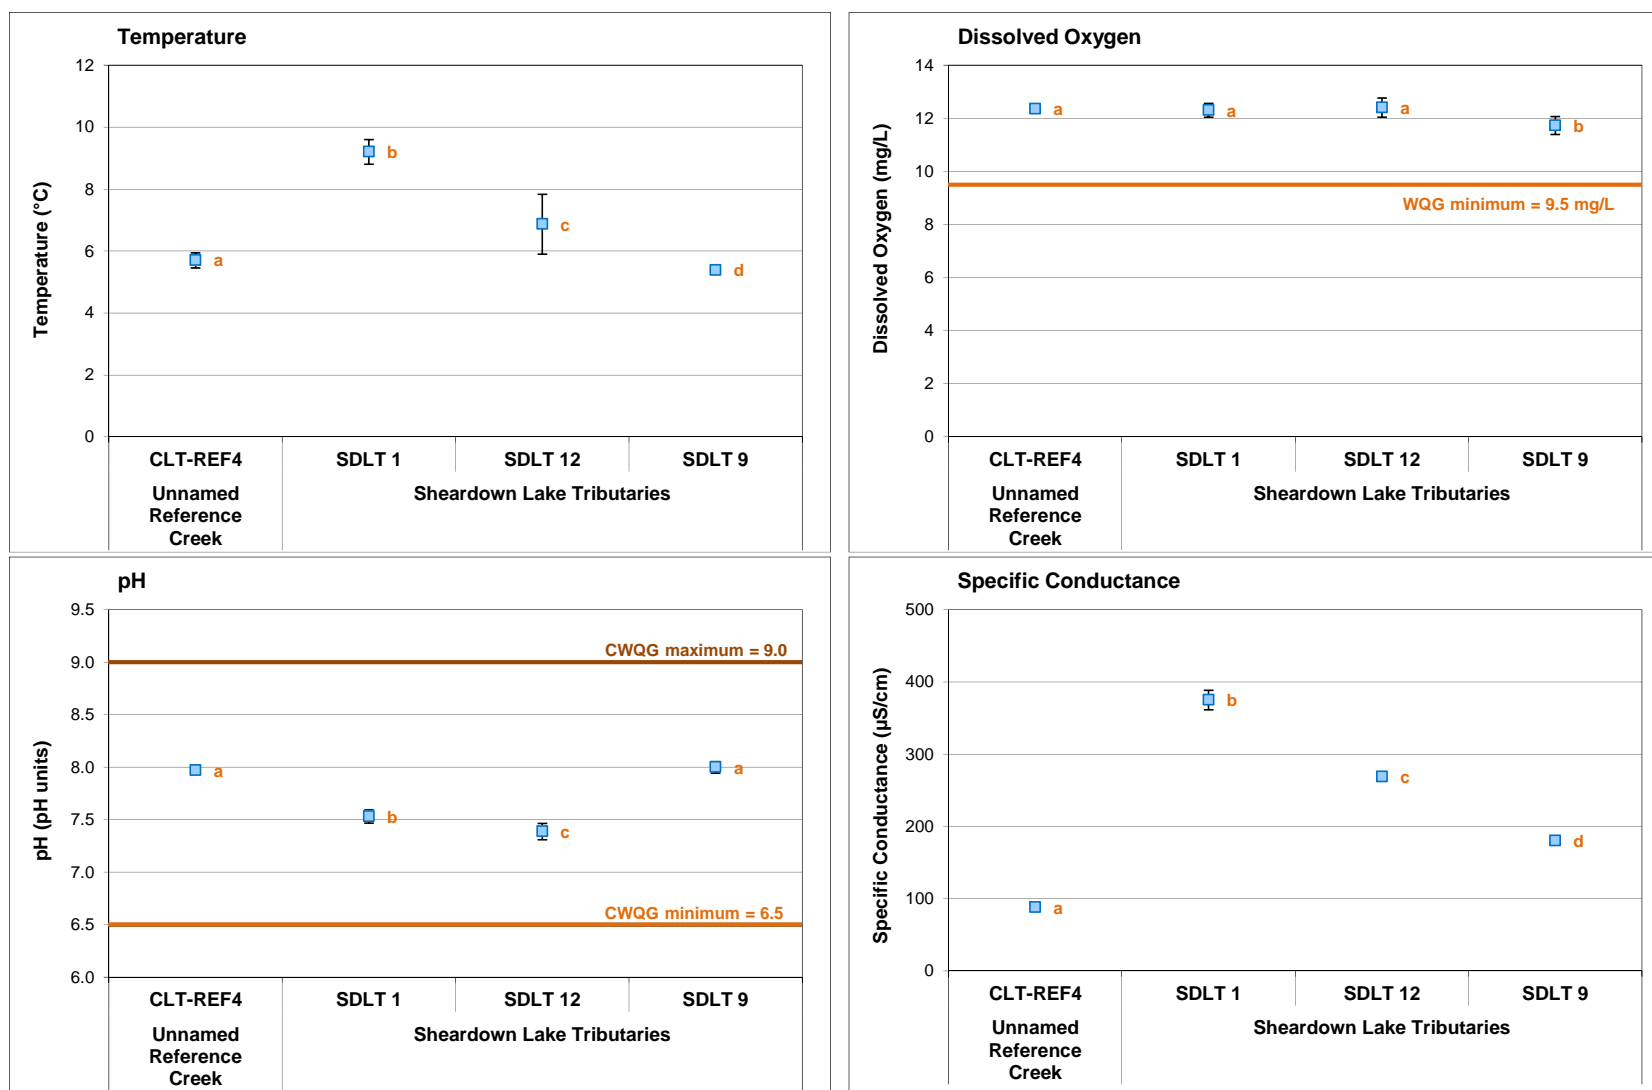 Temperature
12
10
8
6
4
2
0
Temperature (°C)
a
b
c
d
CLT-REF4
SDLT 1
SDLT 12
SDLT 9
Unnamed
Reference
Creek
Sheardown Lake Tributaries
Dissolved Oxygen
14
12
10
8
6
4
2
0
Dissolved Oxygen (mg/L)
a
a
a
b
WQG minimum = 9.5 mg/L
CLT-REF4
SDLT 1
SDLT 12
SDLT 9
Unnamed
Reference
Creek
Sheardown Lake Tributaries
pH
9.5
9.0
8.5
8.0
7.5
7.0
6.5
6.0
pH (pH units)
CWQG maximum = 9.0
a
b
c
a
CWQG minimum = 6.5
CLT-REF4
SDLT 1
SDLT 12
SDLT 9
Unnamed
Reference
Creek
Sheardown Lake Tributaries
Specific Conductance
500
400
300
200
100
0
Specific Conductance (µS/cm)
a
b
c
d
CLT-REF4
SDLT 1
SDLT 12
SDLT 9
Unnamed
Reference
Creek
Sheardown Lake Tributaries